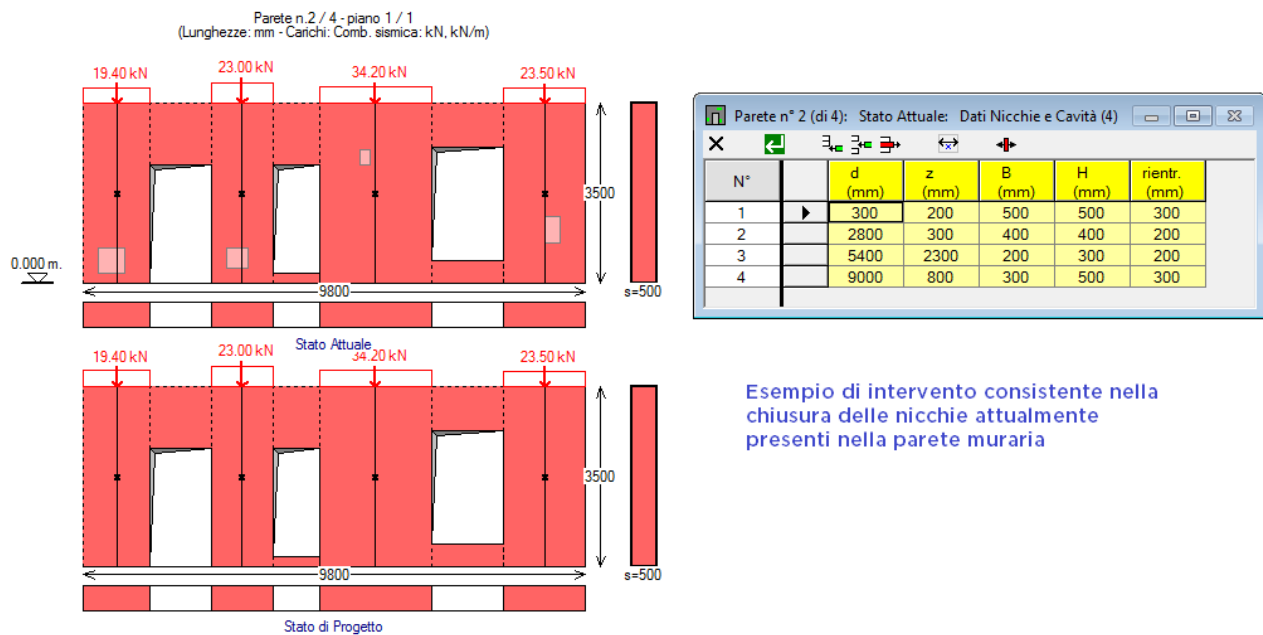 Parete n.2 / 4 - piano 1 / 1
(Lunghezze: mm - Carichi: Comb. sismica: kN, kN/m)
19.40 kN
23.00 kN
34.20 kN
23.50 kN
3500
0.000 m.
9800
s=500
Stato Attuale
19.40 kN
23.00 kN
34.20 kN
23.50 kN
3500
9800
s=500
Stato di Progetto
Parete n° 2 (di 4): Stato Attuale: Dati Nicchie e Cavità (4)
N° d (mm) z (mm) B (mm) H (mm) rientr. (mm)
1 300 200 500 500 300
2 2800 300 400 400 200
3 5400 2300 200 300 200
4 9000 800 300 500 300
Esempio di intervento consistente nella
chiusura delle nicchie attualmente
presenti nella parete muraria